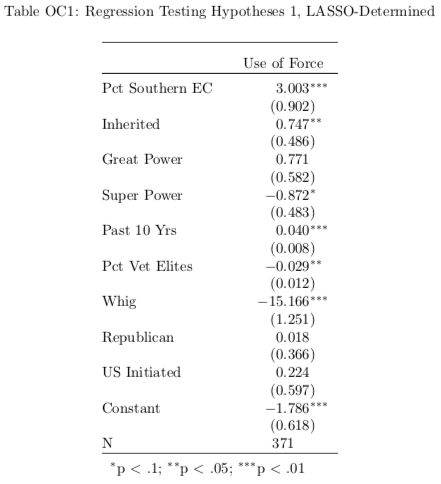 Table OC1: Regression Testing Hypotheses 1, LASSO-Determined
Use of Force
Pct Southern EC 3.003***
(0.902)
Inherited 0.747**
(0.486)
Great Power 0.771
(0.582)
Super Power −0.872*
(0.483)
Past 10 Yrs 0.040***
(0.008)
Pct Vet Elites −0.029**
(0.012)
Whig −15.166***
(1.251)
Republican 0.018
(0.366)
US Initiated 0.224
(0.597)
Constant −1.786***
(0.618)
N 371
*p < .1; **p < .05; ***p < .01